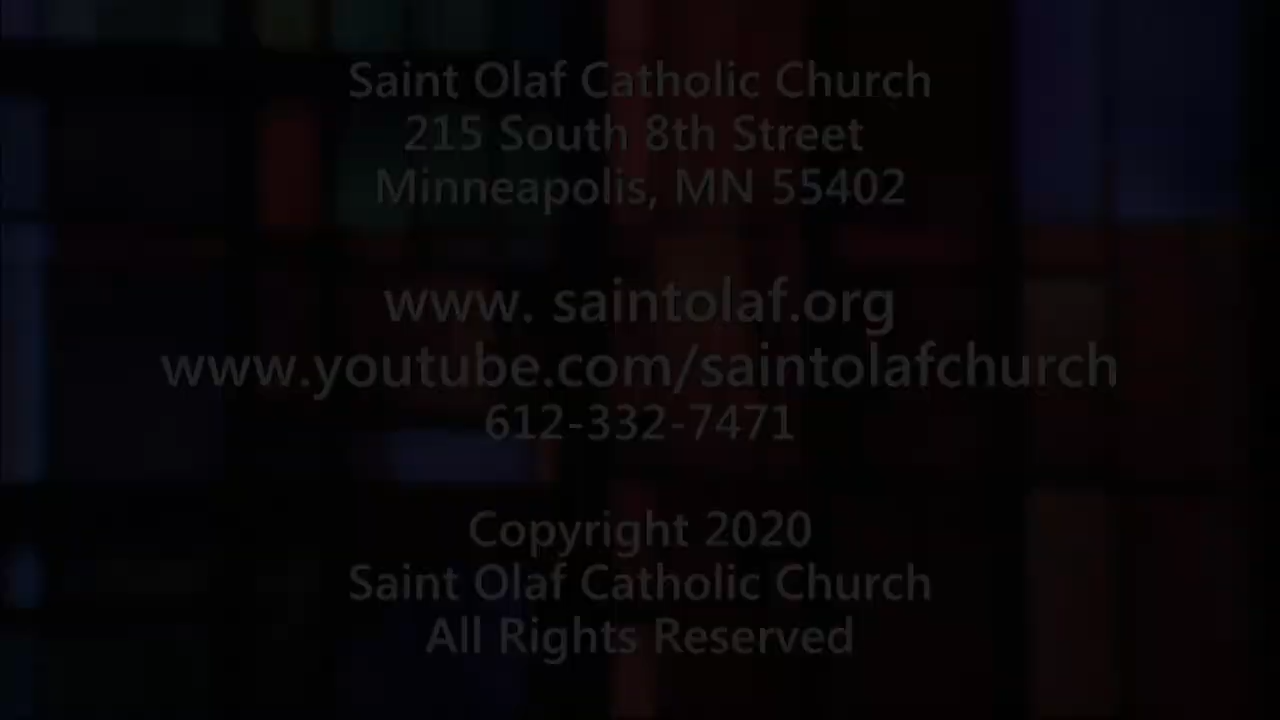 Saint Olaf Catholic Church
215 South 8th Street
Minneapolis, MN 55402
www. saintolaf.org
www.youtube.com/saintolafchurch
612-332-7471
Copyright 2020
Saint Olaf Catholic Church
All Rights Reserved